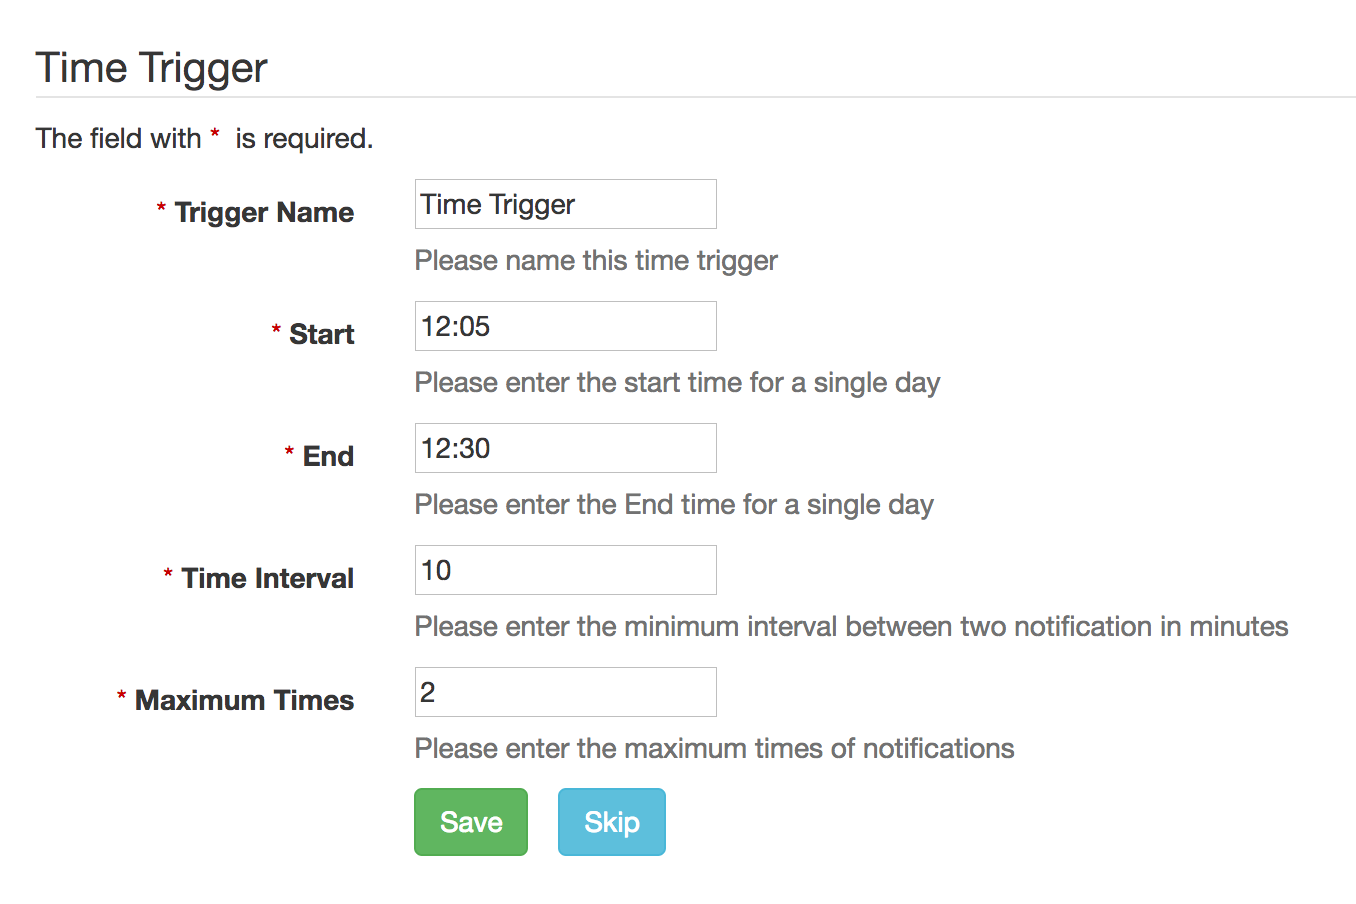 Time Trigger
The field with * is required.
* Trigger Name
Time Trigger
Please name this time trigger
* Start
12:05
Please enter the start time for a single day
* End
12:30
Please enter the End time for a single day
* Time Interval
10
Please enter the minimum interval between two notification in minutes
* Maximum Times
2
Please enter the maximum times of notifications
Save Skip